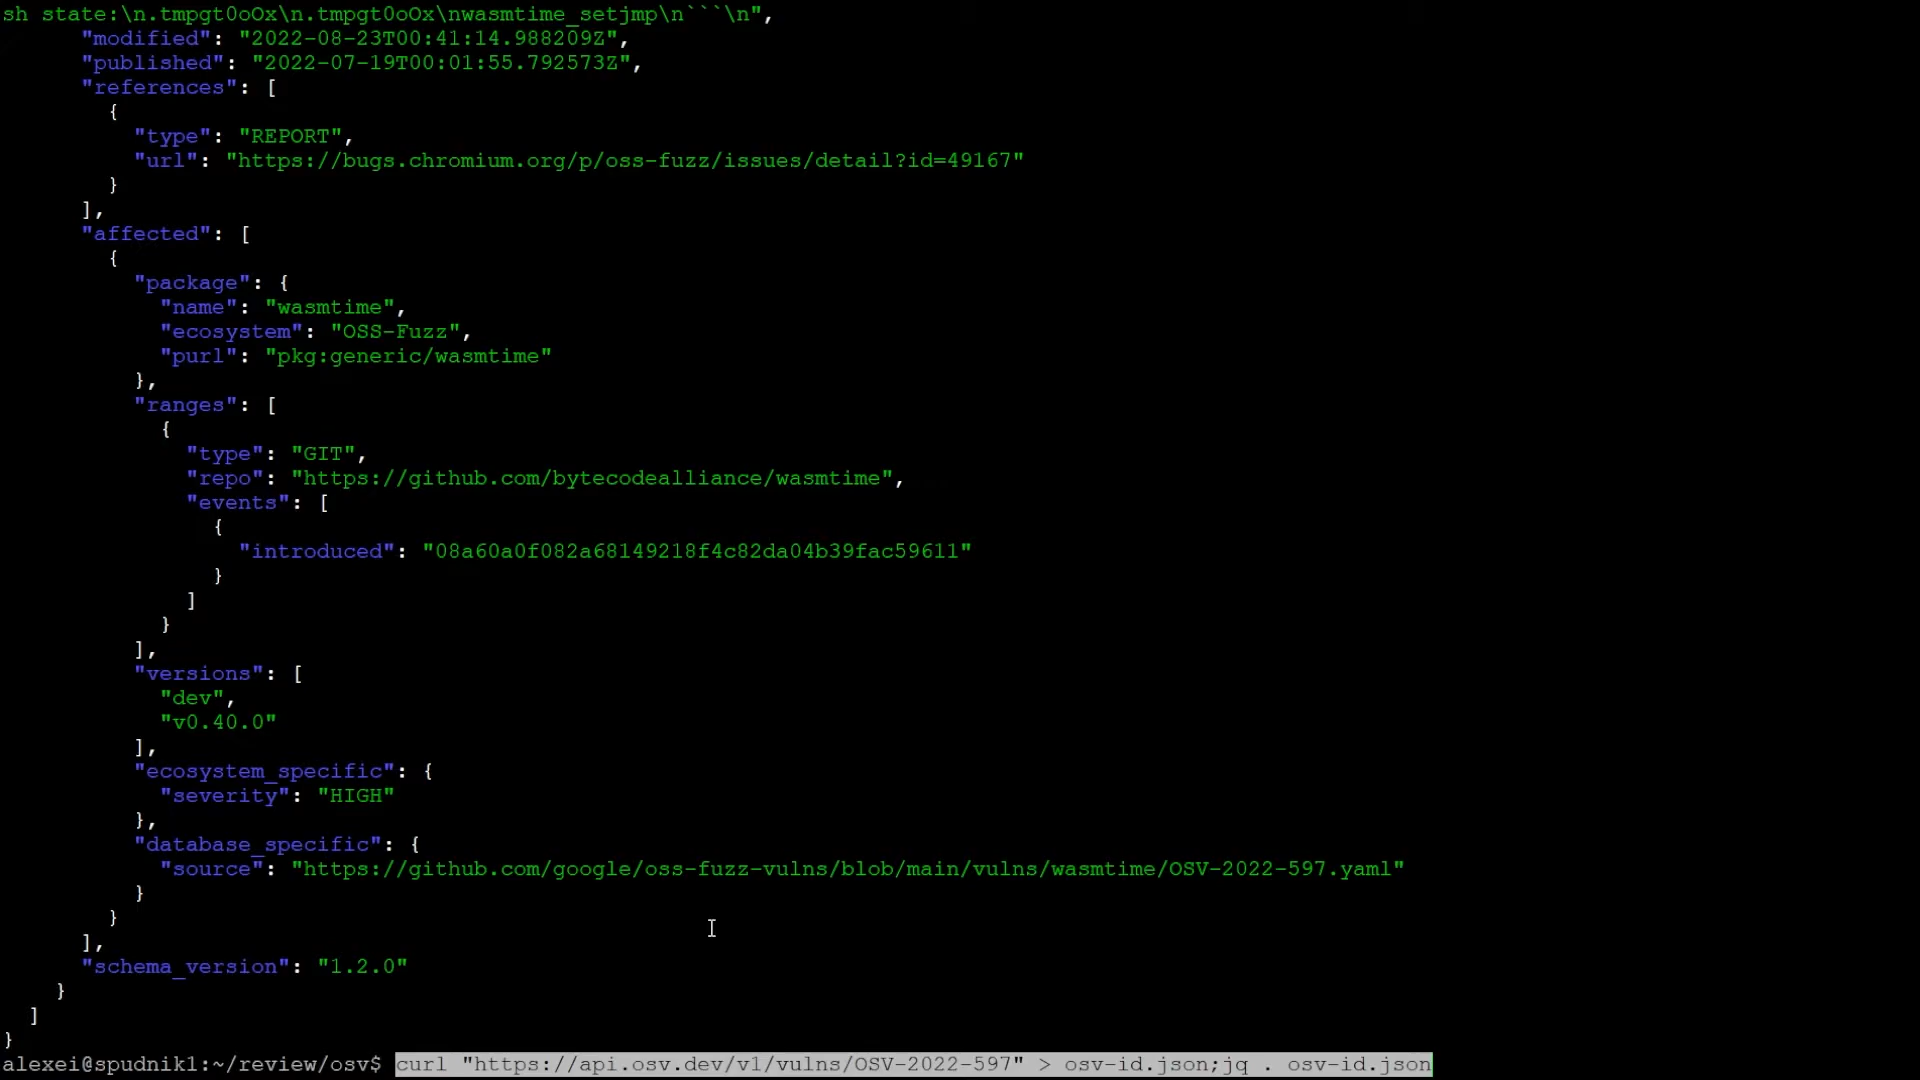 sh state:\n.tmpgt0oOx\n.tmpgt0oOx\nwasmtime_setjmp\n```\n",
"modified": "2022-08-23T00:41:14.988209Z",
"published": "2022-07-19T00:01:55.792573Z",
"references": [
{
"type": "REPORT",
"url": "https://bugs.chromium.org/p/oss-fuzz/issues/detail?id=49167"
}
],
"affected": [
{
"package": {
"name": "wasmtime",
"ecosystem": "OSS-Fuzz",
"purl": "pkg:generic/wasmtime"
},
"ranges": [
{
"type": "GIT",
"repo": "https://github.com/bytecodealliance/wasmtime",
"events": [
{
"introduced": "08a60a0f082a68149218f4c82da04b39fac59611"
}
]
}
],
"versions": [
"dev",
"v0.40.0"
],
"ecosystem_specific": {
"severity": "HIGH"
},
"database_specific": {
"source": "https://github.com/google/oss-fuzz-vulns/blob/main/vulns/wasmtime/OSV-2022-597.yaml"
}
}
],
"schema_version": "1.2.0"
}
]
}
alexei@spudnik1:~/review/osv$ curl "https://api.osv.dev/v1/vulns/OSV-2022-597" > osv-id.json;jq . osv-id.json